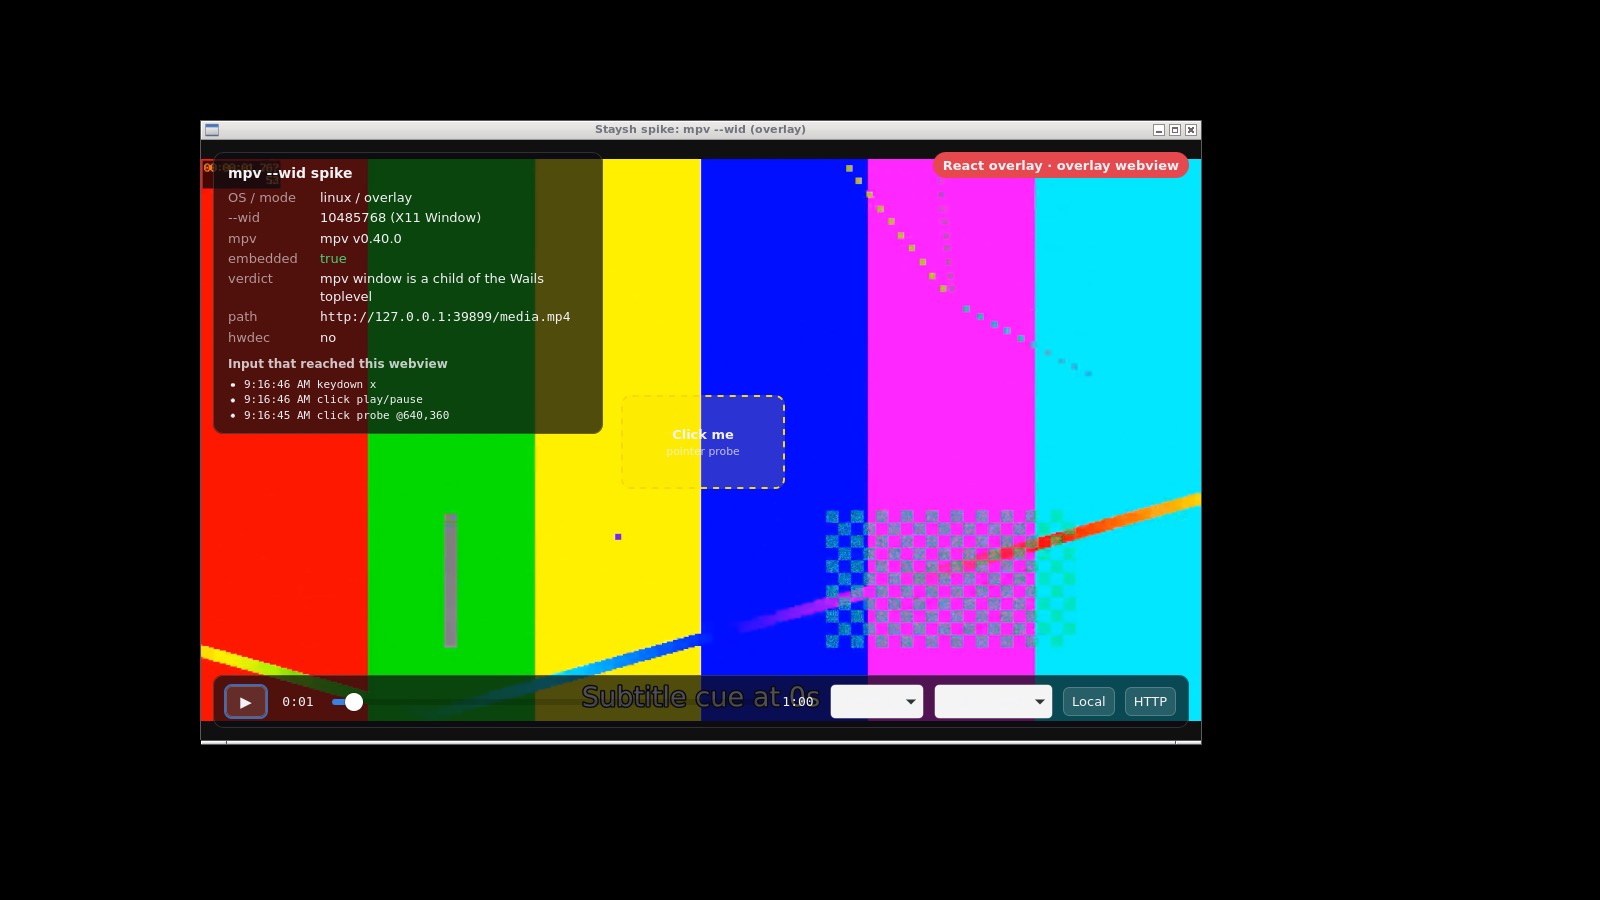 Staysh spike: mpv --wid (overlay)
mpv --wid spike
React overlay · overlay webview
OS / mode linux / overlay
--wid 10485768 (X11 Window)
mpv mpv v0.40.0
embedded true
verdict mpv window is a child of the Wails
toplevel
path http://127.0.0.1:39899/media.mp4
hwdec no
Input that reached this webview
• 9:16:46 AM keydown x
• 9:16:46 AM click play/pause
• 9:16:45 AM click probe @640,360
Click me
pointer probe
Subtitle cue at 0s
0:01 1:00 Local HTTP